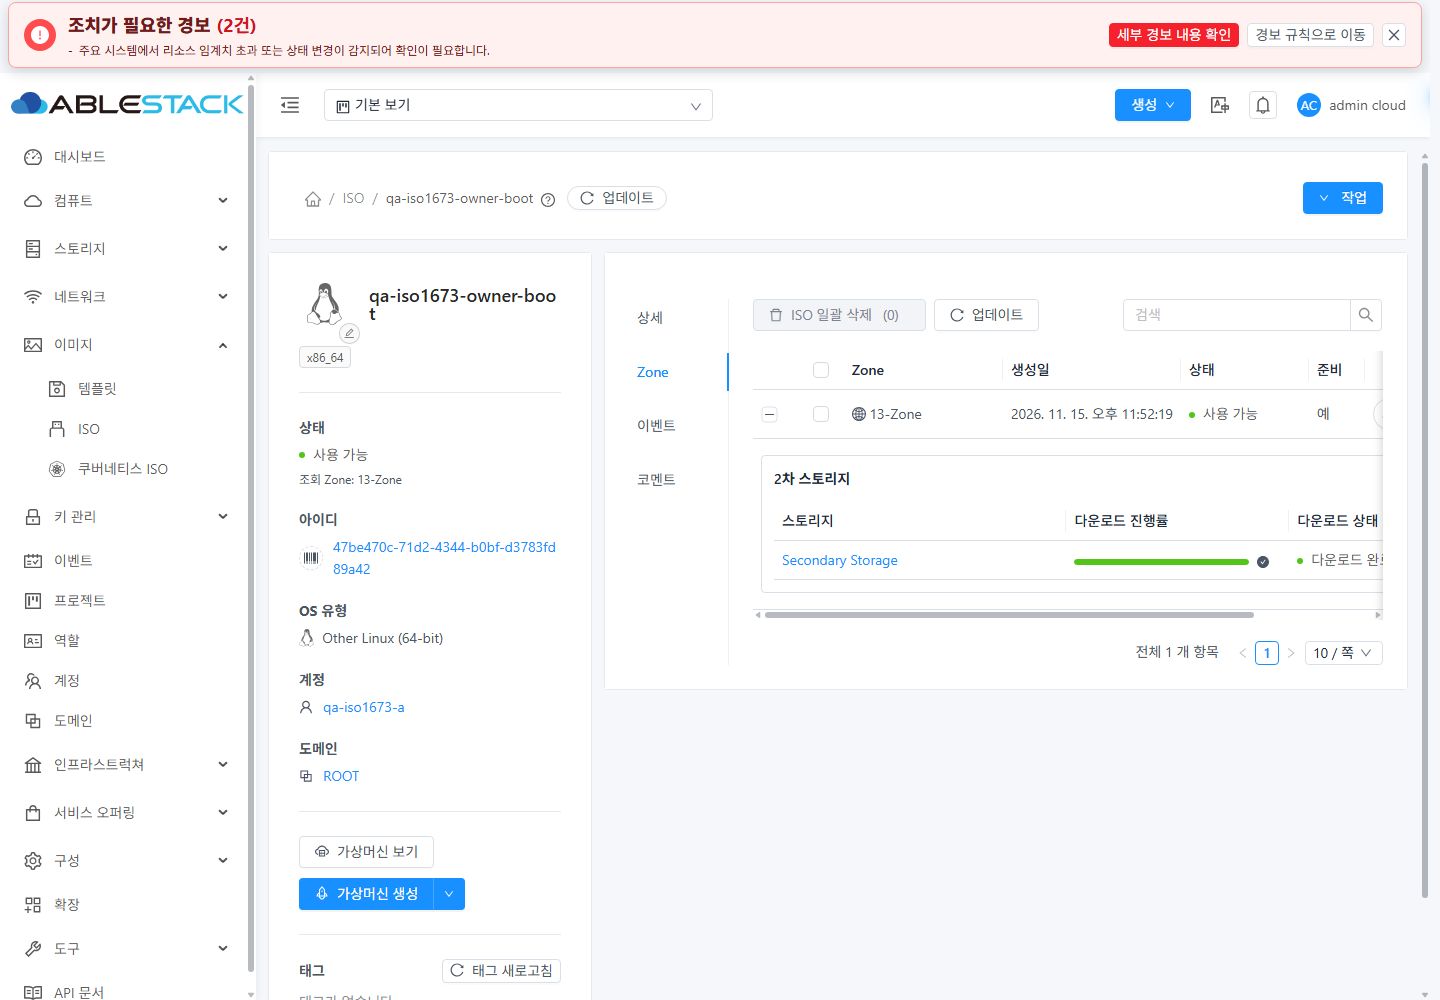 조치가 필요한 경보 (2건)
- 주요 시스템에서 리소스 임계치 초과 또는 상태 변경이 감지되어 확인이 필요합니다.
세부 경보 내용 확인
경보 규칙으로 이동
ABLESTACK
기본 보기
생성
AC
admin cloud
대시보드
컴퓨트
스토리지
네트워크
이미지
템플릿
ISO
쿠버네티스 ISO
키 관리
이벤트
프로젝트
역할
계정
도메인
인프라스트럭쳐
서비스 오퍼링
구성
확장
도구
API 문서
/ ISO / qa-iso1673-owner-boot
업데이트
작업
qa-iso1673-owner-boo
t
x86_64
상태
사용 가능
조회 Zone: 13-Zone
아이디
47be470c-71d2-4344-b0bf-d3783fd
89a42
OS 유형
Other Linux (64-bit)
계정
qa-iso1673-a
도메인
ROOT
가상머신 보기
가상머신 생성
태그
태그 새로고침
상세
Zone
이벤트
코멘트
ISO 일괄 삭제 (0)
업데이트
검색
Zone 생성일 상태 준비
13-Zone 2026. 11. 15. 오후 11:52:19 사용 가능 예
2차 스토리지
스토리지 다운로드 진행률 다운로드 상태
Secondary Storage 다운로드
전체 1 개 항목
1
10 / 쪽